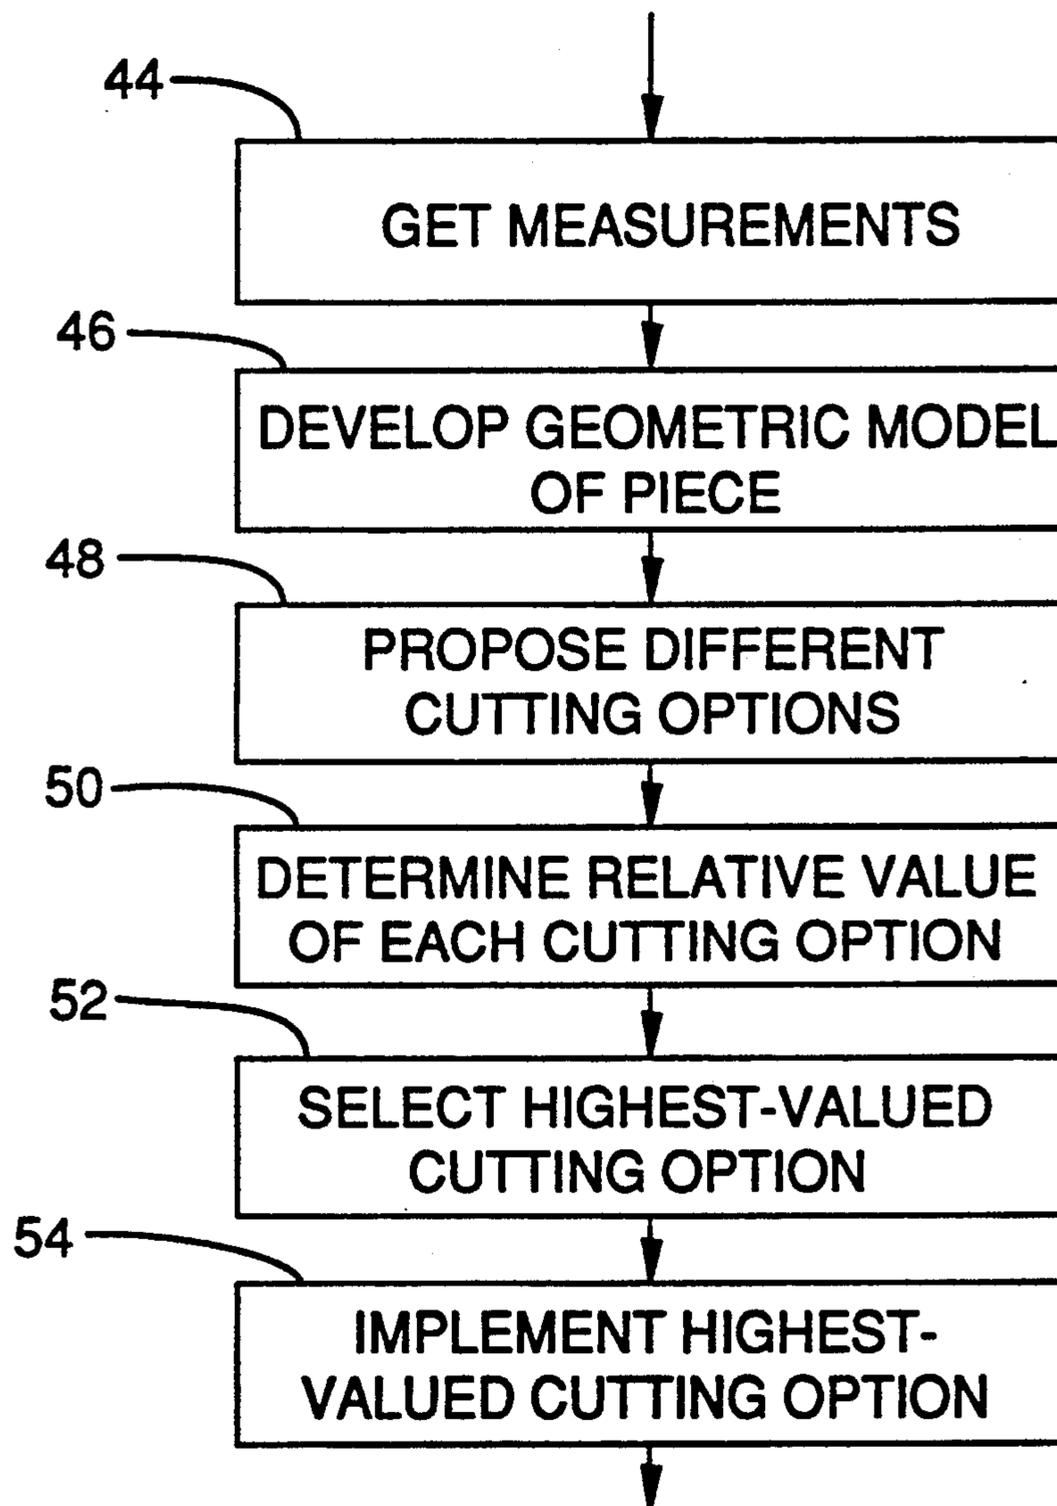 44
GET MEASUREMENTS
46
DEVELOP GEOMETRIC MODEL
OF PIECE
48
PROPOSE DIFFERENT
CUTTING OPTIONS
50
DETERMINE RELATIVE VALUE
OF EACH CUTTING OPTION
52
SELECT HIGHEST-VALUED
CUTTING OPTION
54
IMPLEMENT HIGHEST-
VALUED CUTTING OPTION